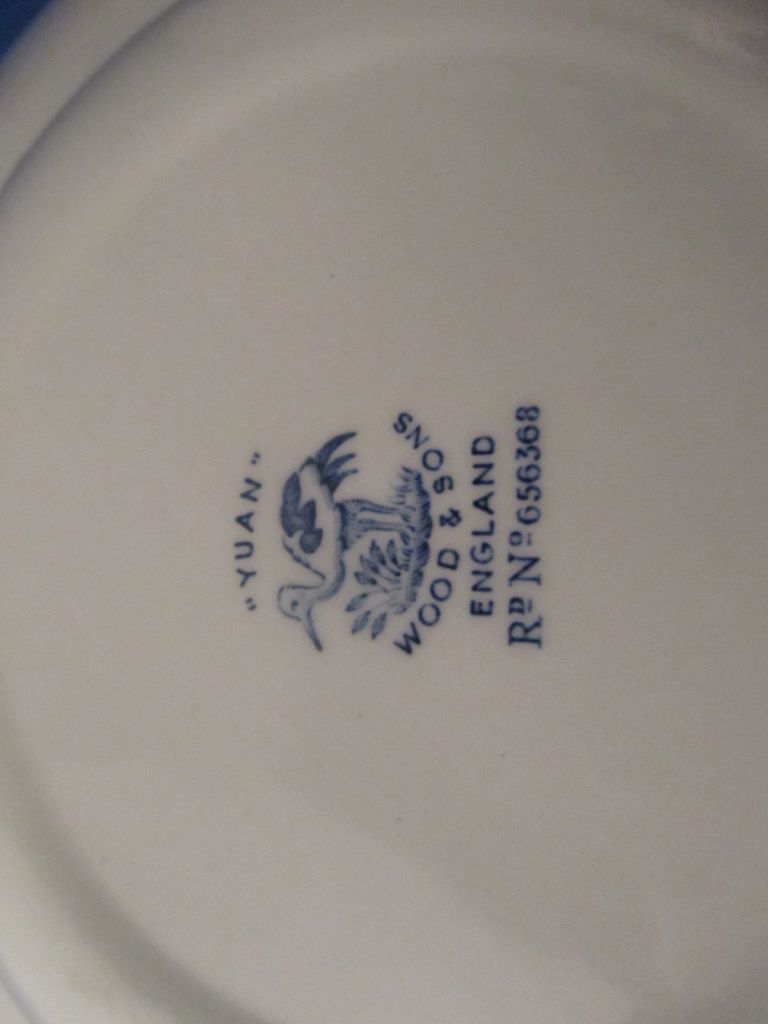 "YUAN"
WOOD & SONS
ENGLAND
Rᴰ Nº 656368